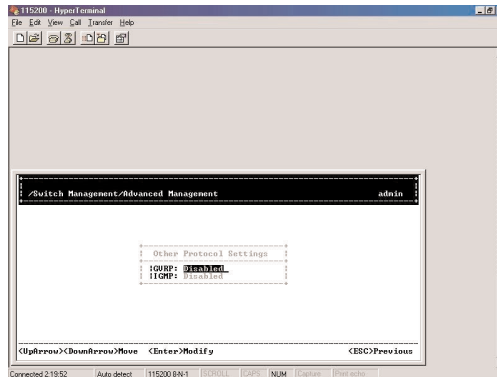 115200 - HyperTerminal
File Edit View Call Transfer Help
/Switch Management/Advanced Management admin
Other Protocol Settings
GVRP: Disabled
IGMP: Disabled
<UpArrow><DownArrow>Move <Enter>Modify <ESC>Previous
Connected 2:19:52 Auto detect 115200 8-N-1 SCROLL CAPS NUM Capture Print echo